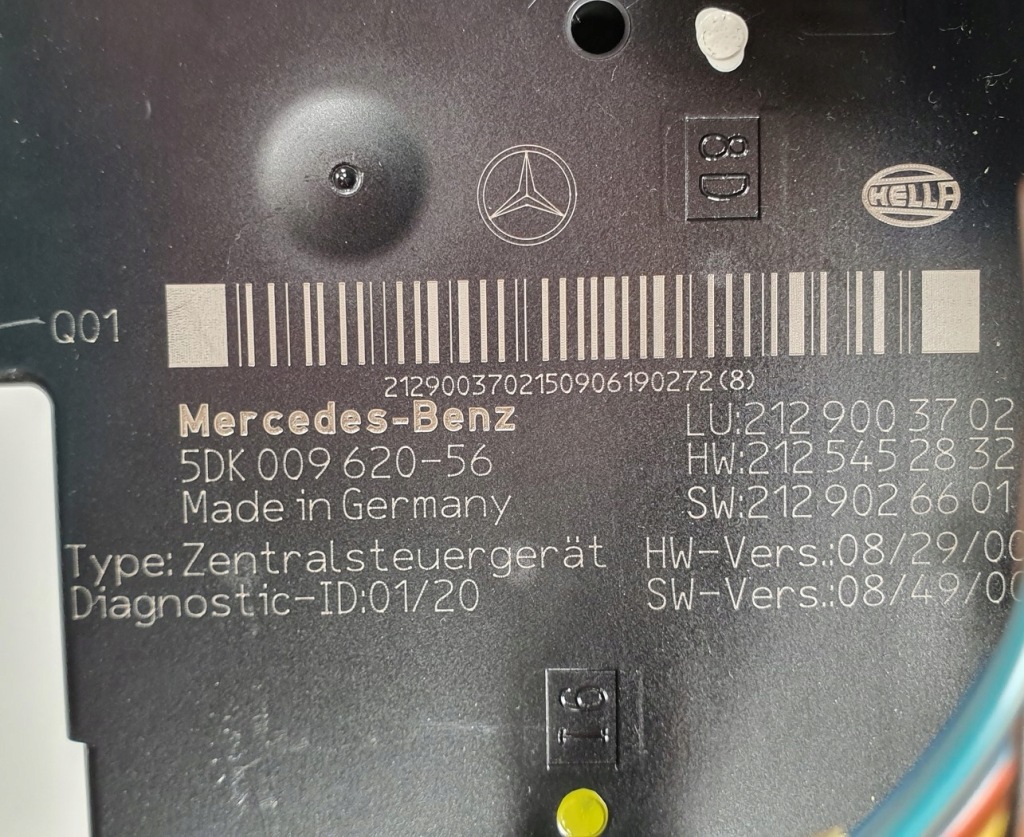 8D
HELLA
Q01
2129003702150906190272(8)
Mercedes-Benz
LU:212 900 37 02
5DK 009 620-56
HW:212 545 28 32
Made in Germany
SW:212 902 66 01
Type: Zentralsteuergerät
HW-Vers.:08/29/00
Diagnostic-ID:01/20
SW-Vers.:08/49/00
I6